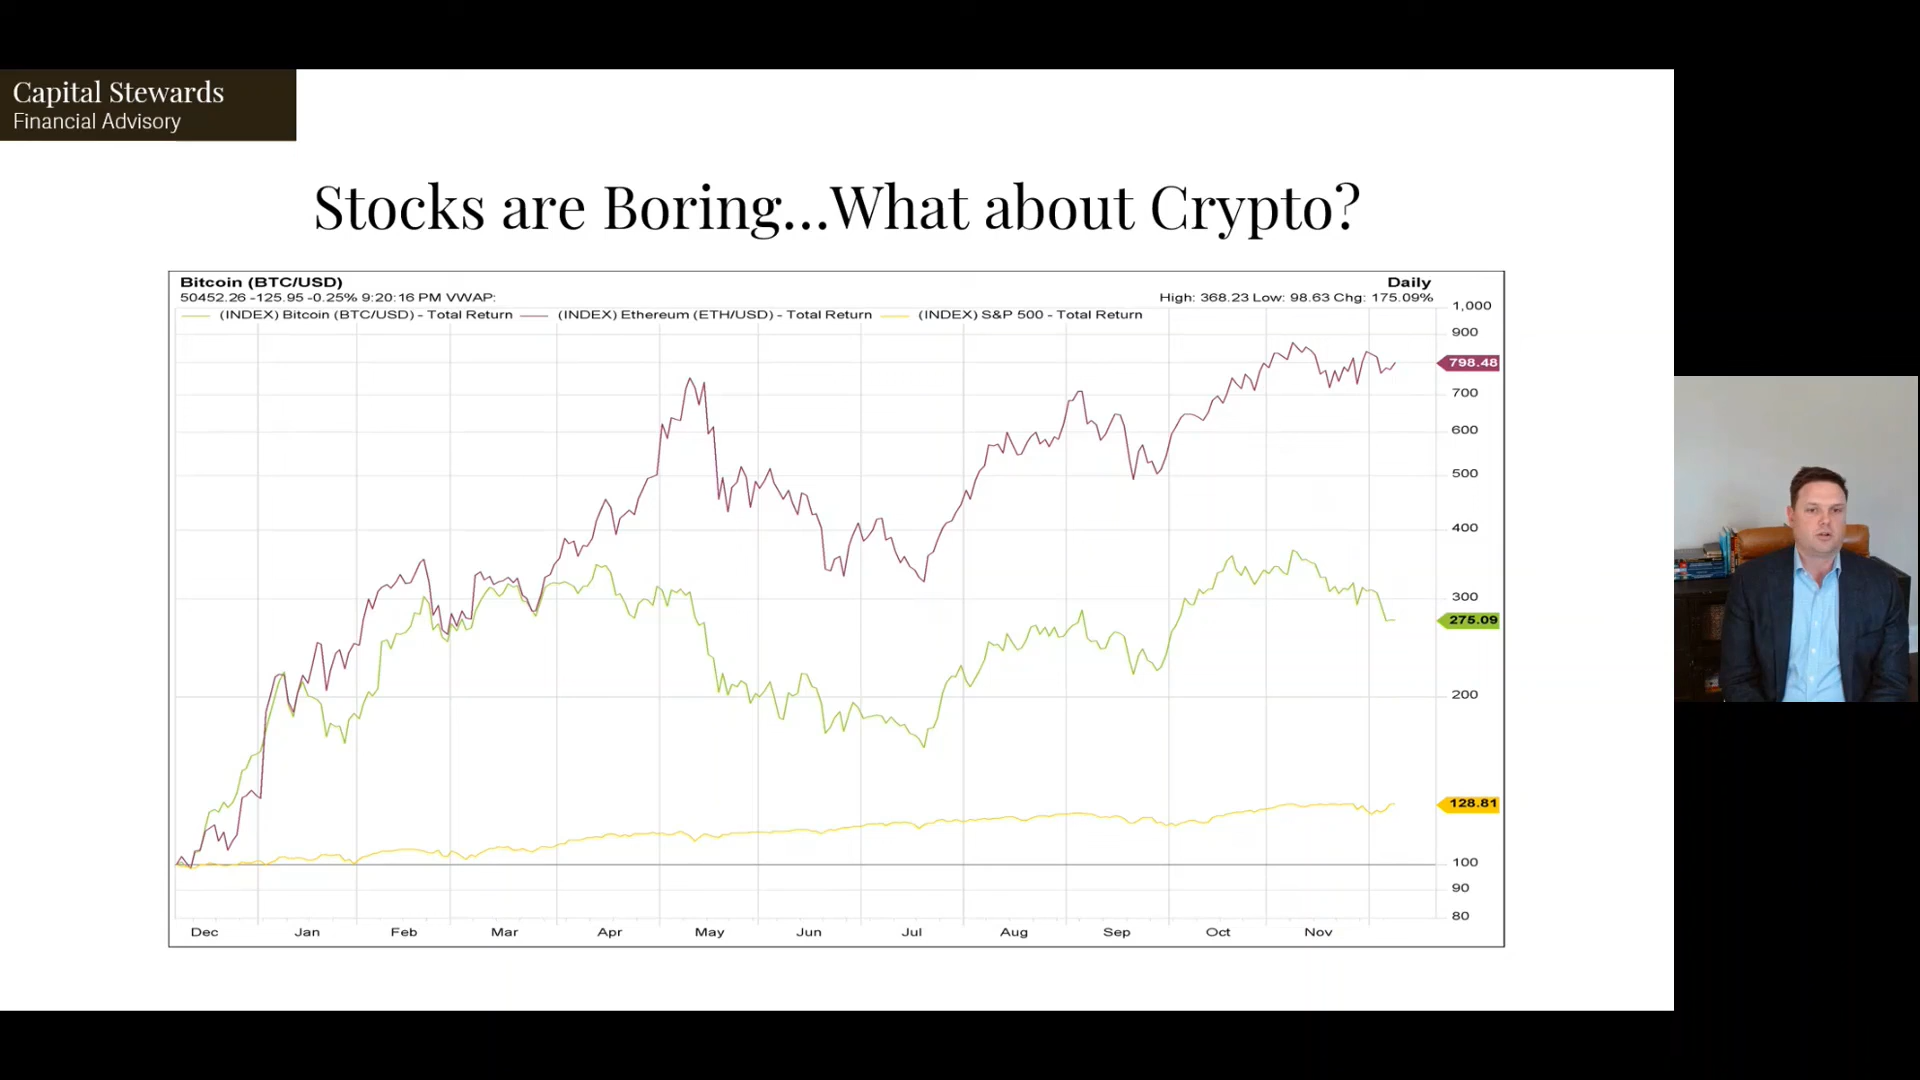 Capital Stewards
Financial Advisory
Stocks are Boring...What about Crypto?
Bitcoin (BTC/USD) Daily
50452.26 -125.95 -0.25% 9:20:16 PM VWAP: High: 368.23 Low: 98.63 Chg: 175.09%
(INDEX) Bitcoin (BTC/USD) - Total Return (INDEX) Ethereum (ETH/USD) - Total Return (INDEX) S&P 500 - Total Return
1,000
900
798.48
700
600
500
400
300
275.09
200
128.81
100
90
80
Dec Jan Feb Mar Apr May Jun Jul Aug Sep Oct Nov